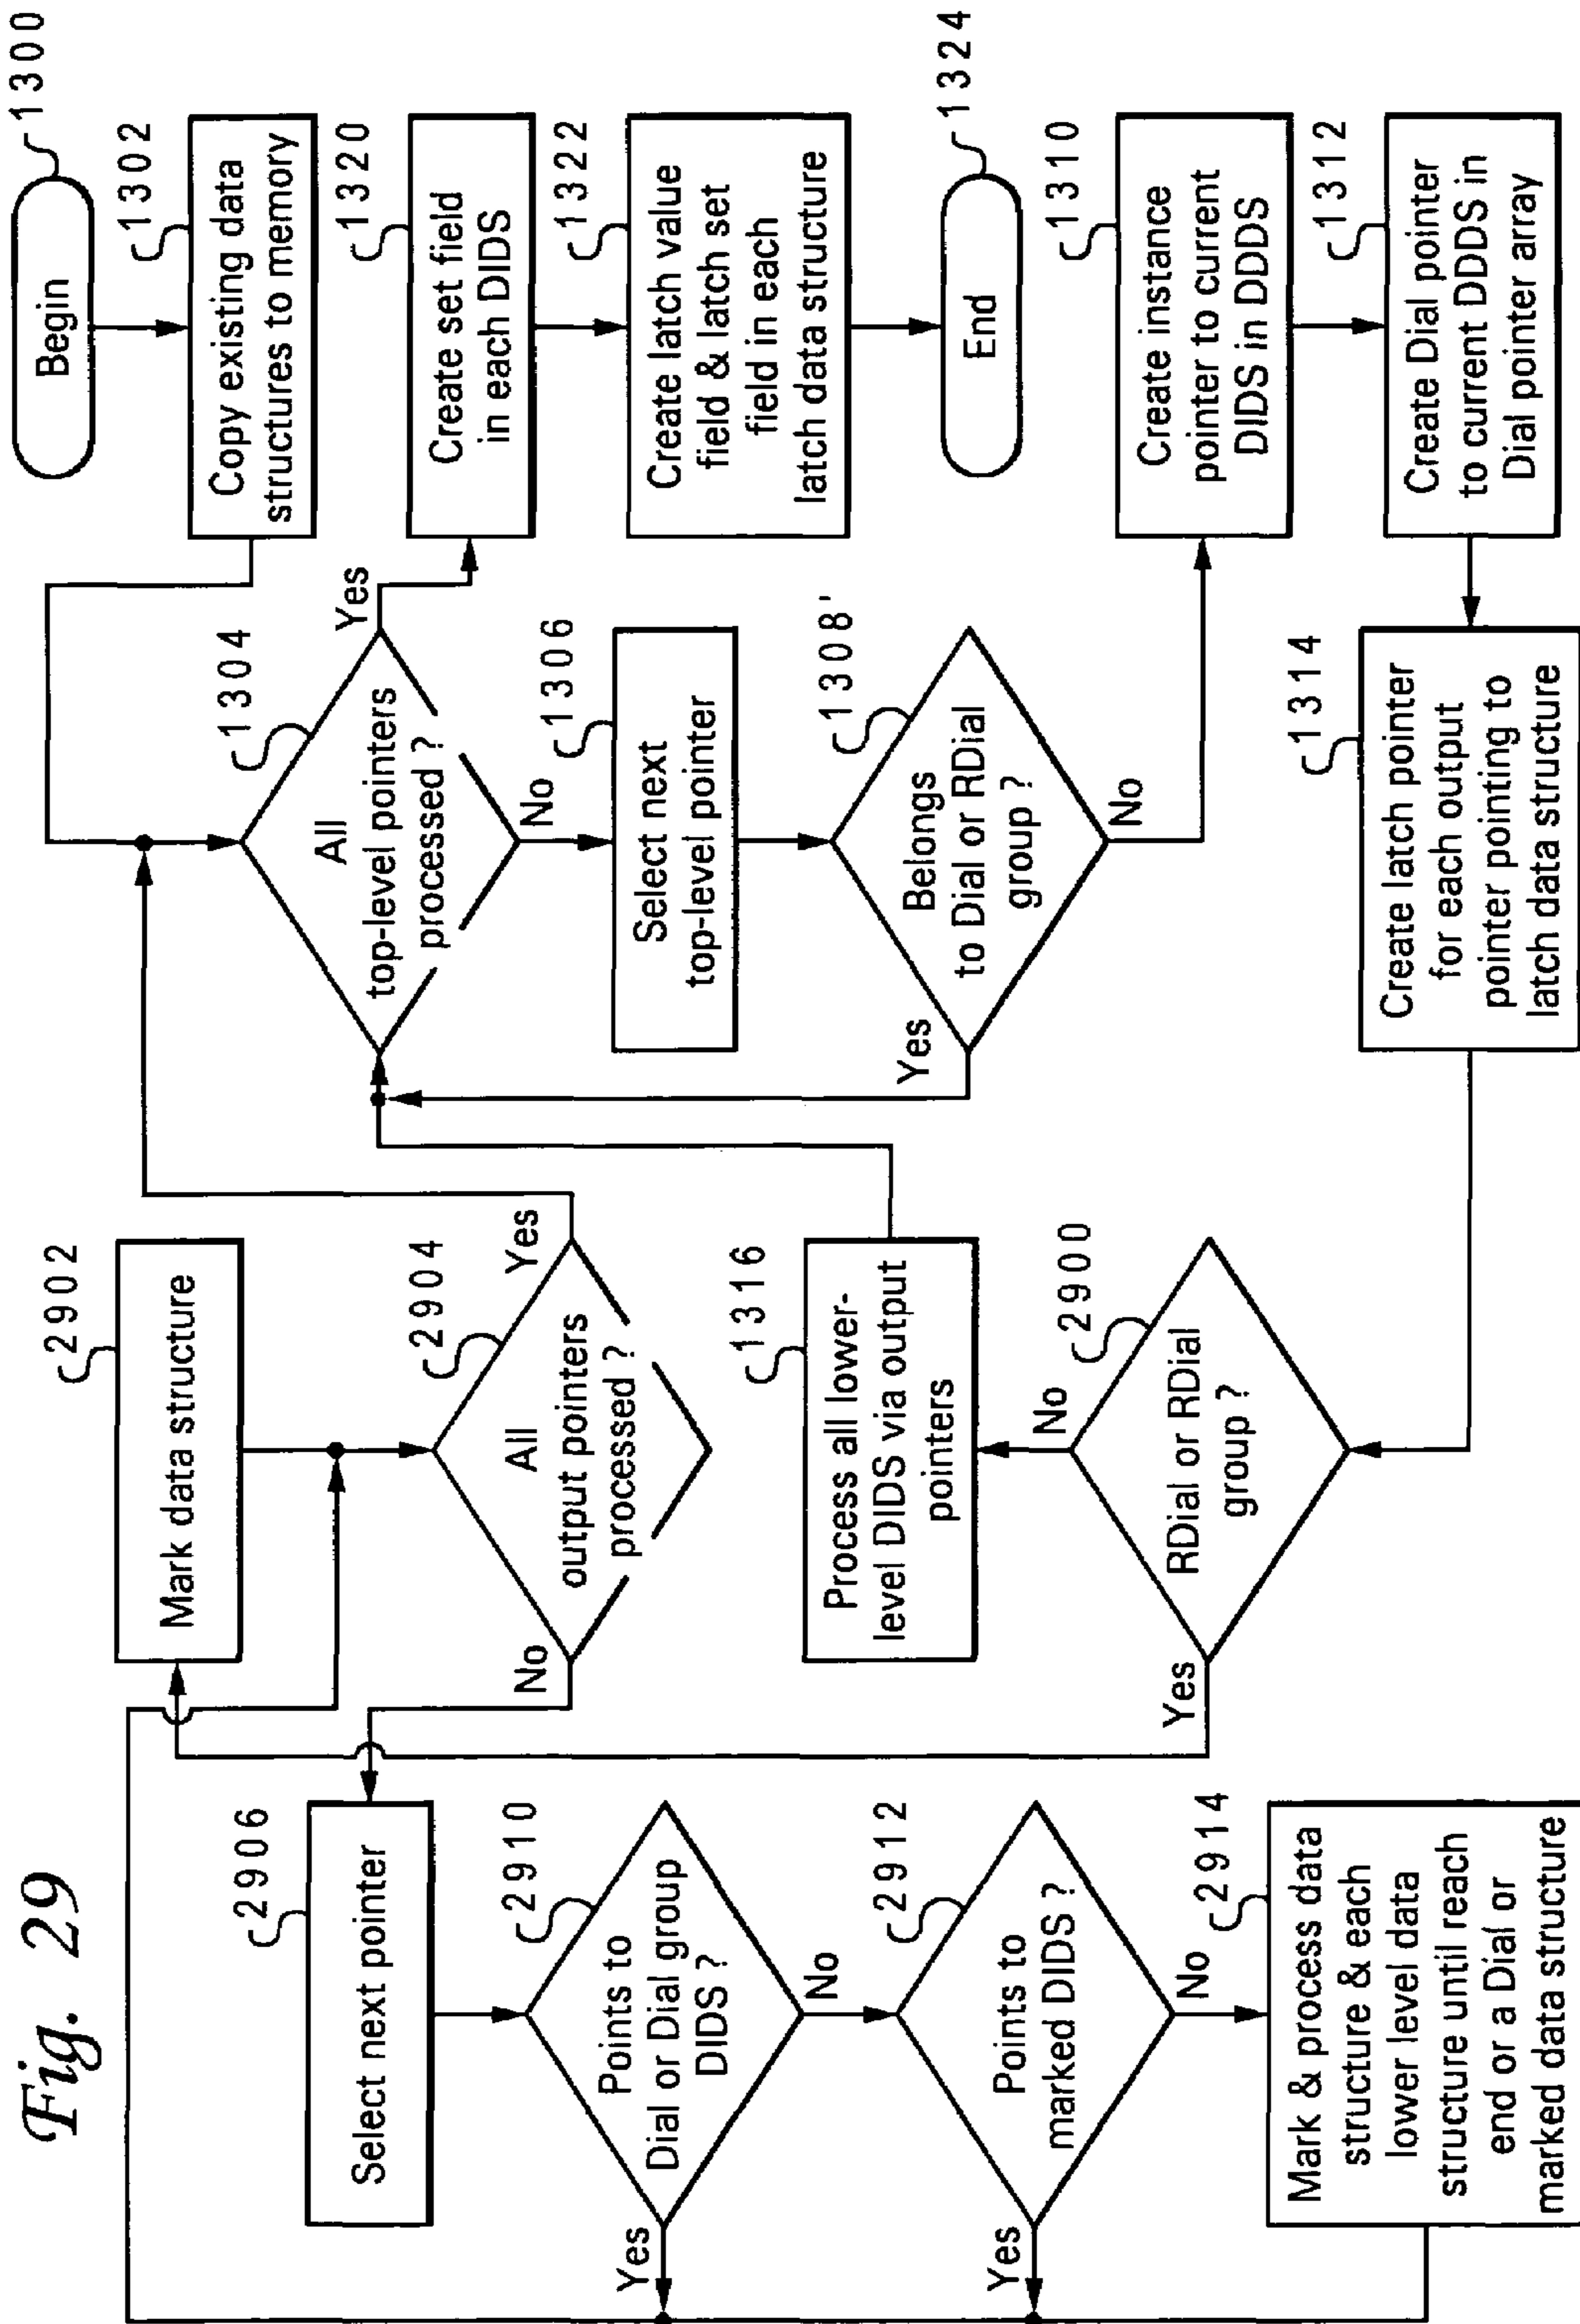 Fig. 29
Begin
1300
Copy existing data
structures to memory
1302
All
top-level pointers
processed ?
1304
Yes
No
Create set field
in each DIDS
1320
Create latch value
field & latch set
field in each
latch data structure
1322
End
1324
Select next
top-level pointer
1306
Belongs
to Dial or RDial
group ?
1308'
Yes
No
Create instance
pointer to current
DIDS in DDDS
1310
Create Dial pointer
to current DDDS in
Dial pointer array
1312
Create latch pointer
for each output
pointer pointing to
latch data structure
1314
RDial or RDial
group ?
2900
No
Yes
Process all lower-
level DIDS via output
pointers
1316
Mark data structure
2902
All
output pointers
processed ?
2904
Yes
No
Select next pointer
2906
Points to
Dial or Dial group
DIDS ?
2910
Yes
No
Points to
marked DIDS ?
2912
Yes
No
Mark & process data
structure & each
lower level data
structure until reach
end or a Dial or
marked data structure
2914